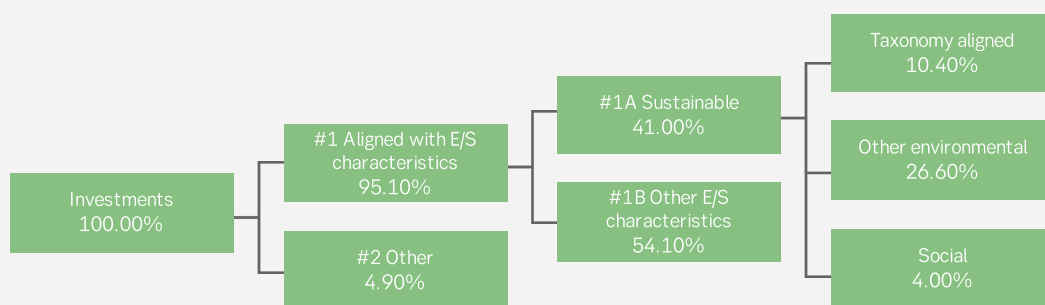 Investments
100.00%
#1 Aligned with E/S
characteristics
95.10%
#2 Other
4.90%
#1A Sustainable
41.00%
#1B Other E/S
characteristics
54.10%
Taxonomy aligned
10.40%
Other environmental
26.60%
Social
4.00%